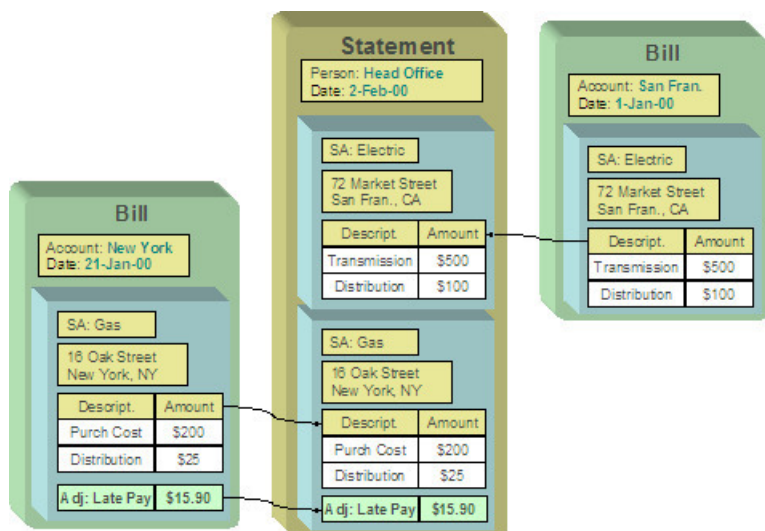 Statement
Person: Head Office
Date: 2-Feb-00
SA: Electric
72 Market Street
San Fran., CA
Descript. Amount
Transmission $500
Distribution $100
SA: Gas
16 Oak Street
New York, NY
Descript. Amount
Purch Cost $200
Distribution $25
Adj: Late Pay $15.90
Bill
Account: San Fran.
Date: 1-Jan-00
SA: Electric
72 Market Street
San Fran., CA
Descript. Amount
Transmission $500
Distribution $100
Bill
Account: New York
Date: 21-Jan-00
SA: Gas
16 Oak Street
New York, NY
Descript. Amount
Purch Cost $200
Distribution $25
Adj: Late Pay $15.90